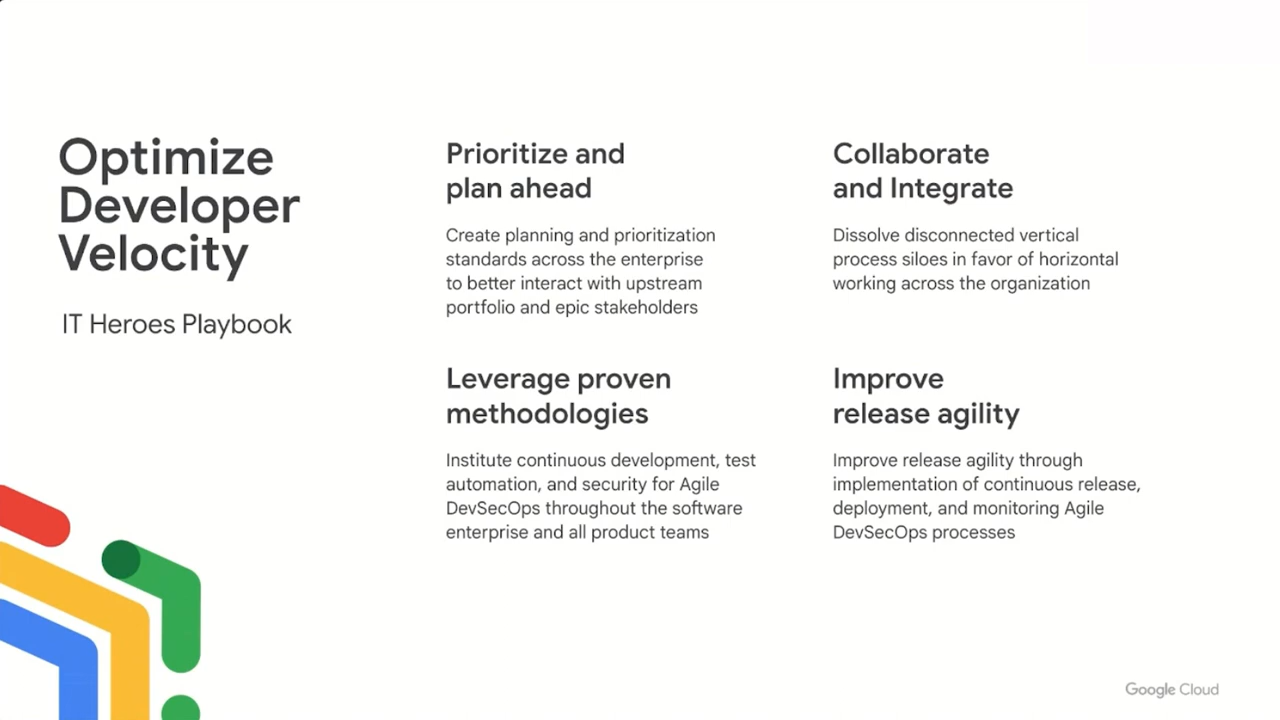 Optimize
Developer
Velocity
IT Heroes Playbook
Prioritize and
plan ahead
Create planning and prioritization
standards across the enterprise
to better interact with upstream
portfolio and epic stakeholders
Collaborate
and Integrate
Dissolve disconnected vertical
process siloes in favor of horizontal
working across the organization
Leverage proven
methodologies
Institute continuous development, test
automation, and security for Agile
DevSecOps throughout the software
enterprise and all product teams
Improve
release agility
Improve release agility through
implementation of continuous release,
deployment, and monitoring Agile
DevSecOps processes
Google Cloud